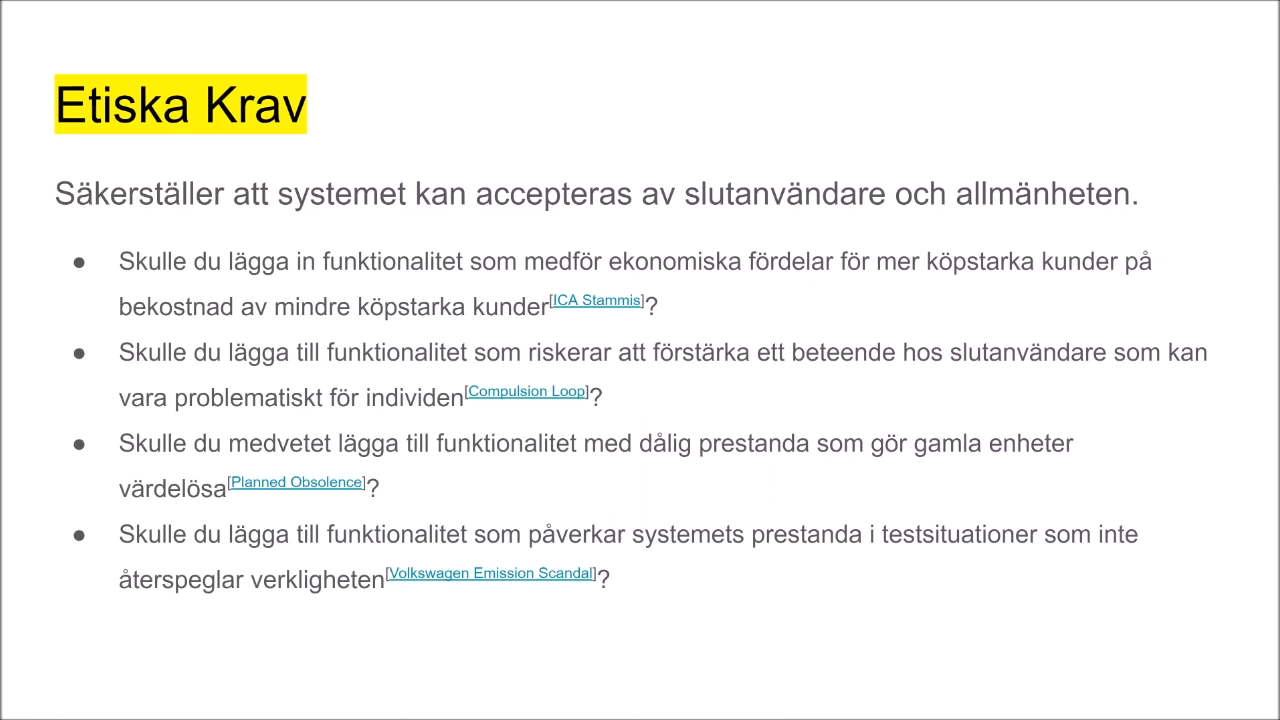 Etiska Krav
Säkerställer att systemet kan accepteras av slutanvändare och allmänheten.
● Skulle du lägga in funktionalitet som medför ekonomiska fördelar för mer köpstarka kunder på
bekostnad av mindre köpstarka kunder[ICA Stammis]?
● Skulle du lägga till funktionalitet som riskerar att förstärka ett beteende hos slutanvändare som kan
vara problematiskt för individen[Compulsion Loop]?
● Skulle du medvetet lägga till funktionalitet med dålig prestanda som gör gamla enheter
värdelösa[Planned Obsolence]?
● Skulle du lägga till funktionalitet som påverkar systemets prestanda i testsituationer som inte
återspeglar verkligheten[Volkswagen Emission Scandal]?